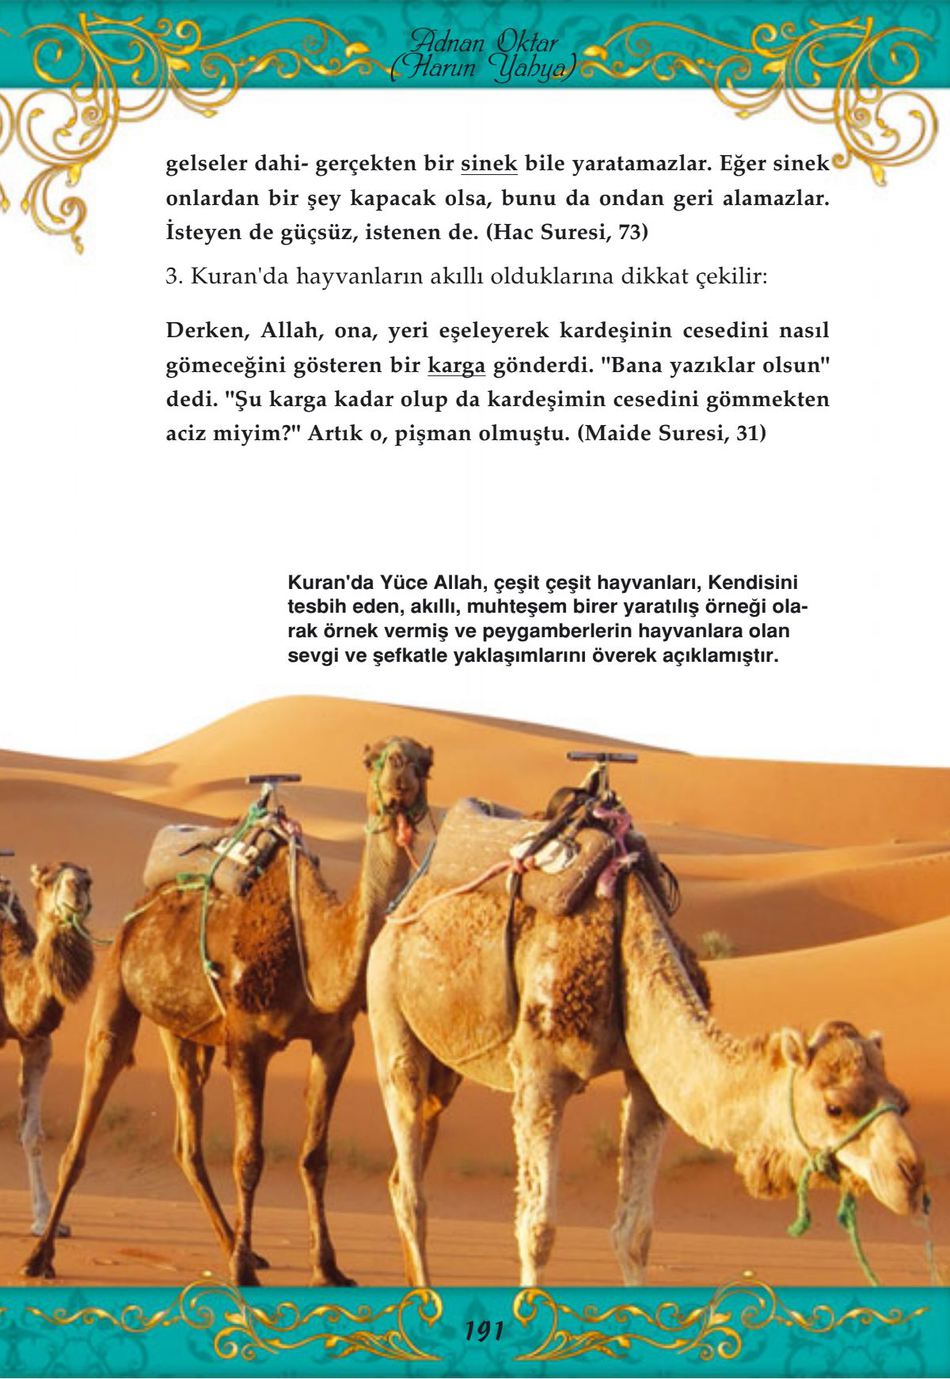 Adnan Oktar
(Harun Yahya)
gelseler dahi- gerçekten bir sinek bile yaratamazlar. Eğer sinek
onlardan bir şey kapacak olsa, bunu da ondan geri alamazlar.
İsteyen de güçsüz, istenen de. (Hac Suresi, 73)
3. Kuran'da hayvanların akıllı olduklarına dikkat çekilir:
Derken, Allah, ona, yeri eşeleyerek kardeşinin cesedini nasıl
gömeceğini gösteren bir karga gönderdi. "Bana yazıklar olsun"
dedi. "Şu karga kadar olup da kardeşimin cesedini gömmekten
aciz miyim?" Artık o, pişman olmuştu. (Maide Suresi, 31)
Kuran'da Yüce Allah, çeşit çeşit hayvanları, Kendisini
tesbih eden, akıllı, muhteşem birer yaratılış örneği ola-
rak örnek vermiş ve peygamberlerin hayvanlara olan
sevgi ve şefkatle yaklaşımlarını överek açıklamıştır.
191